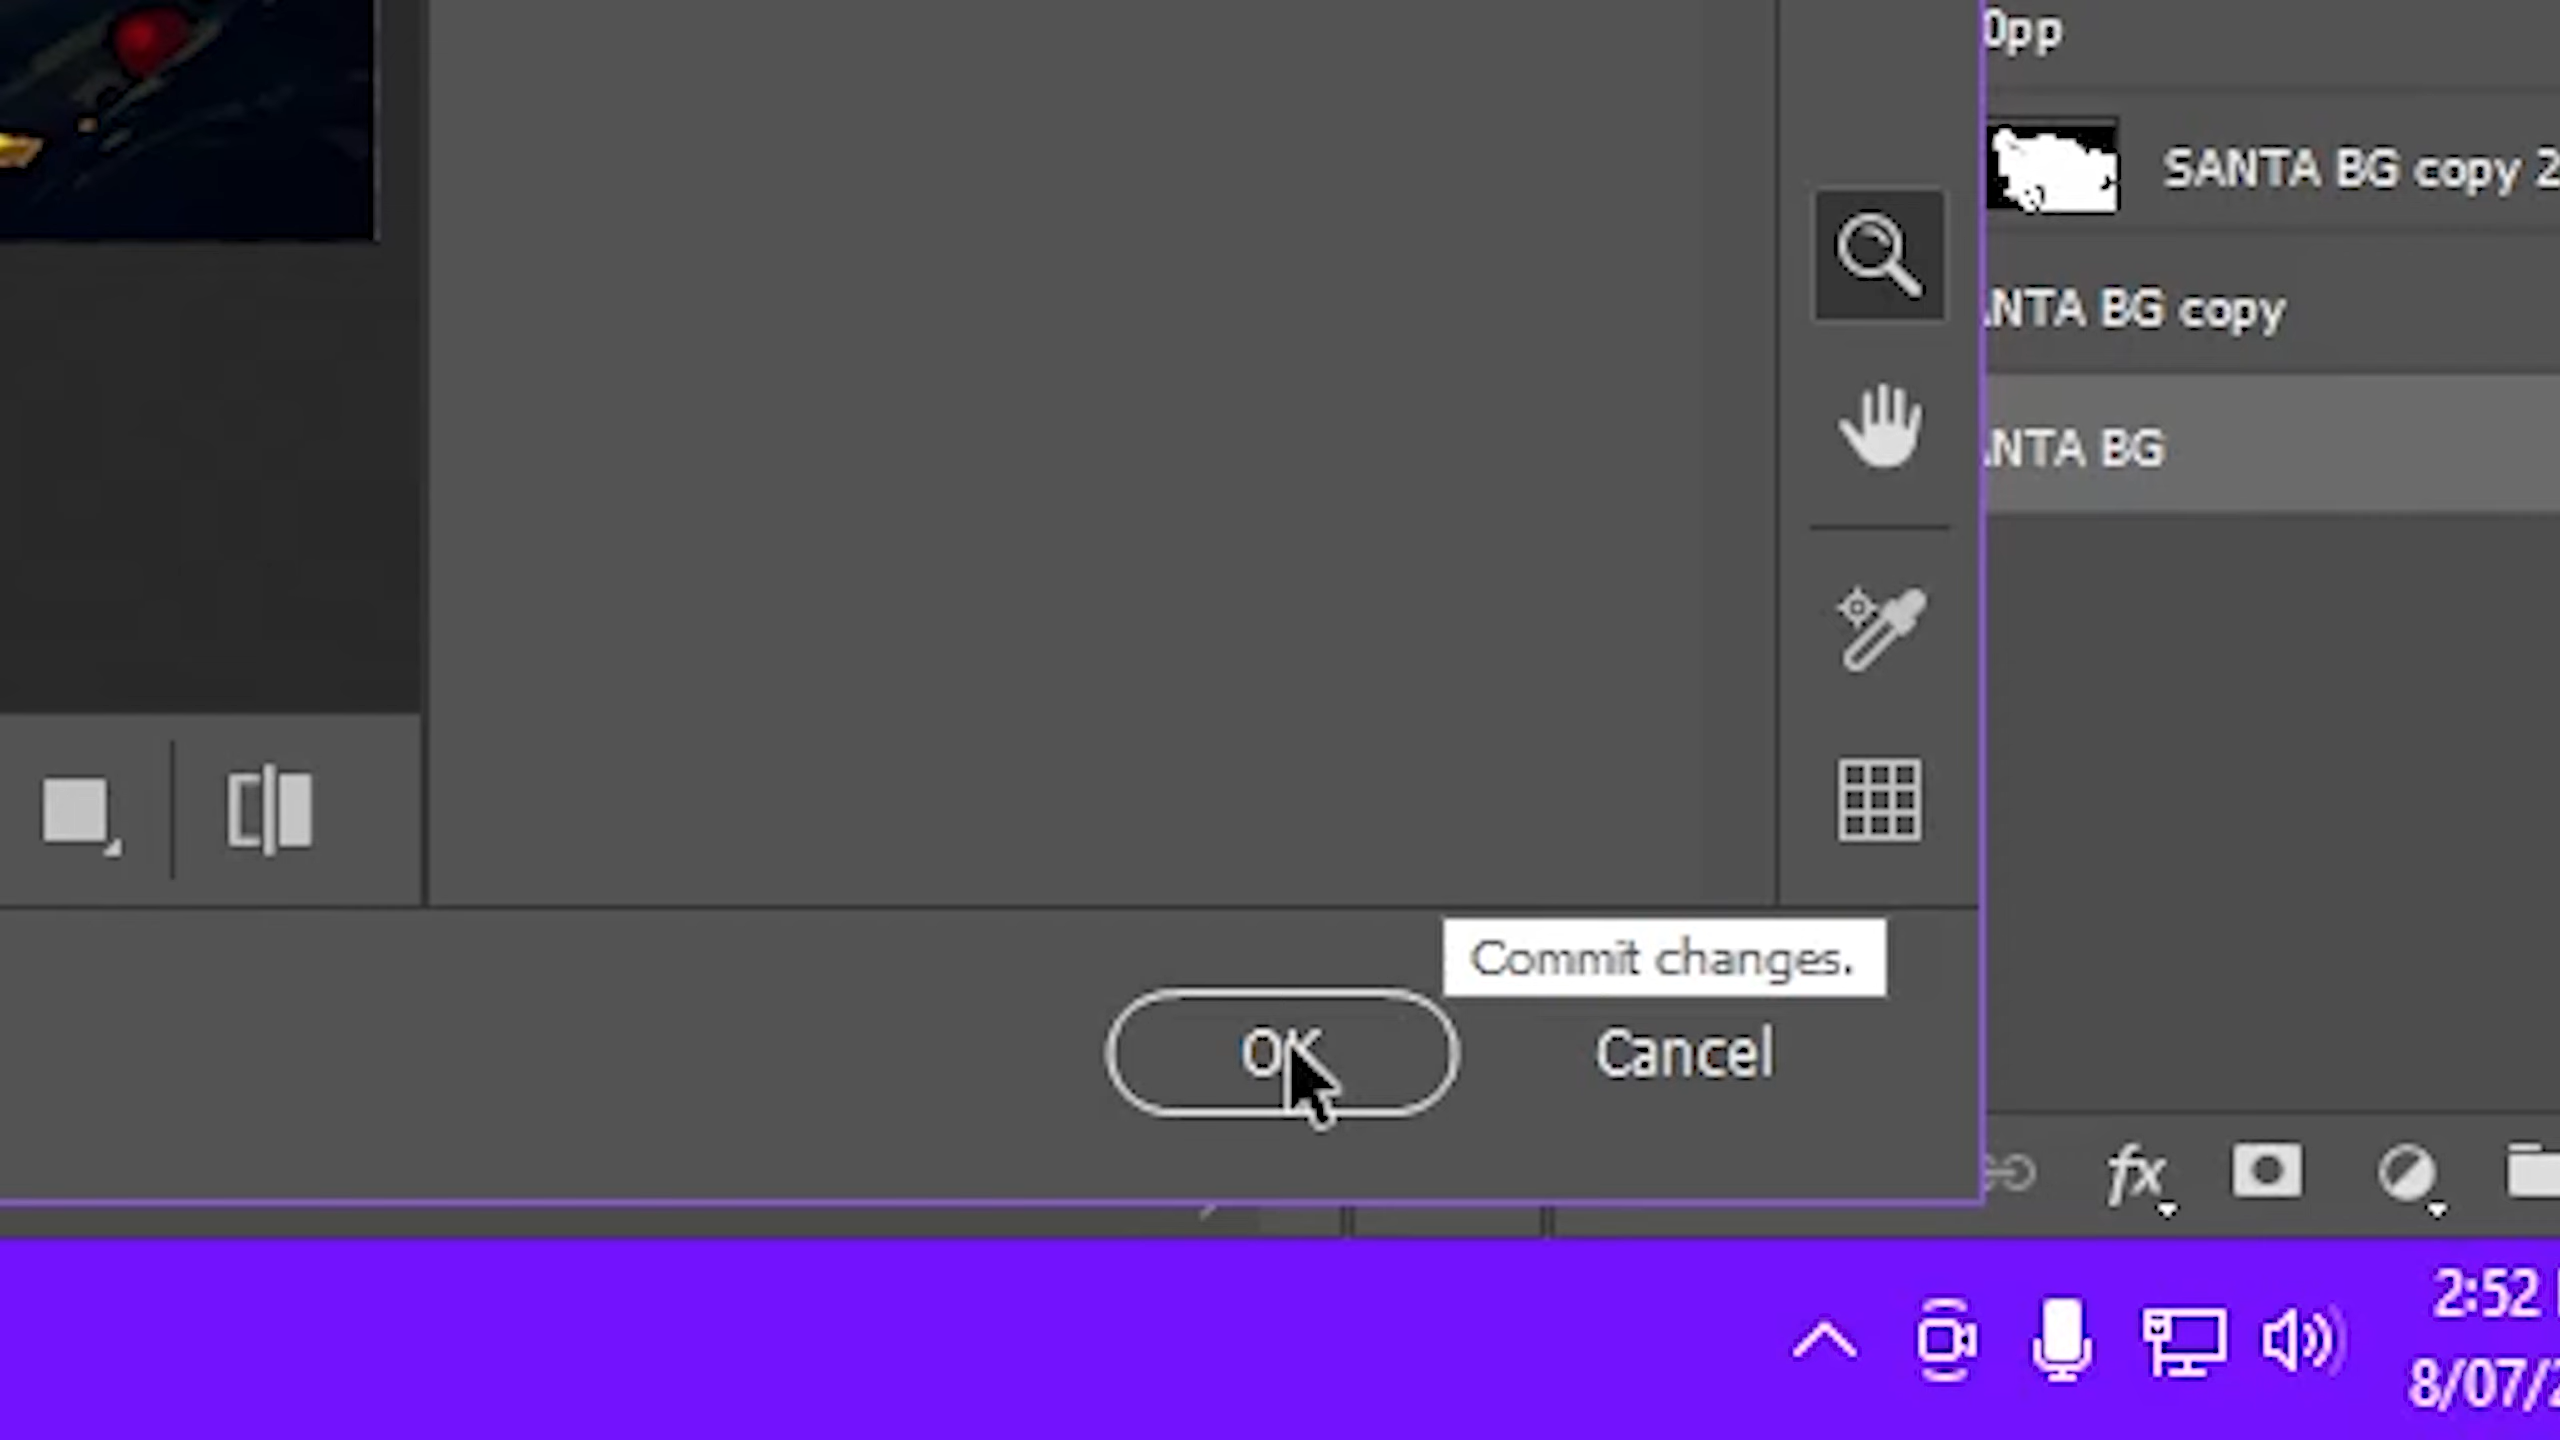 0pp
SANTA BG copy 2
NTA BG copy
NTA BG
Commit changes.
OK
Cancel
fx
2:52
8/07/2